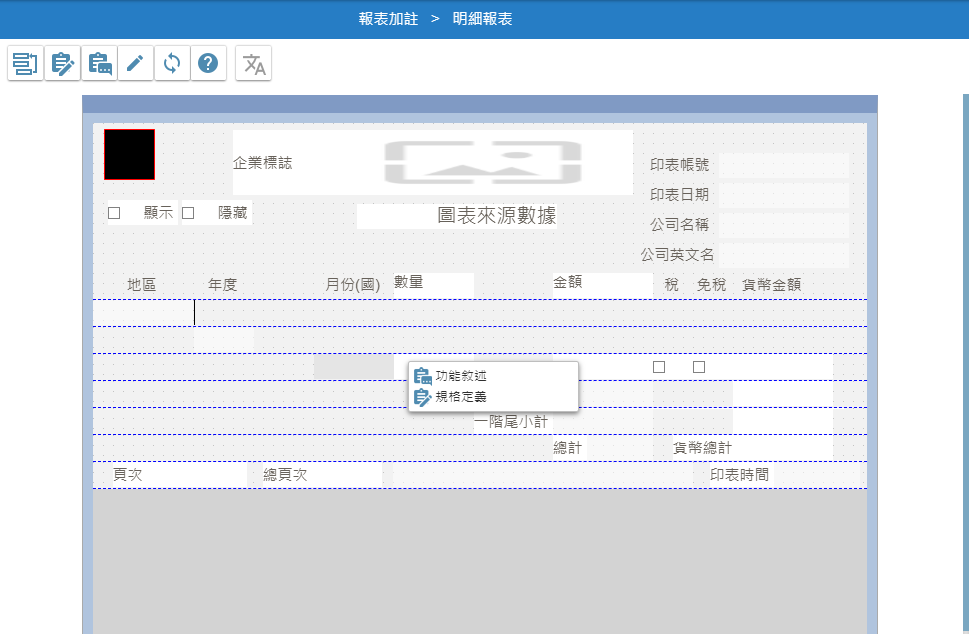 報表加註 > 明細報表
企業標誌
印表帳號
印表日期
顯示 隱藏
圖表來源數據
公司名稱
公司英文名
地區 年度 月份(國) 數量 金額 稅 免稅 貨幣金額
功能敘述
規格定義
一階尾小計
總計 貨幣總計
頁次 總頁次 印表時間